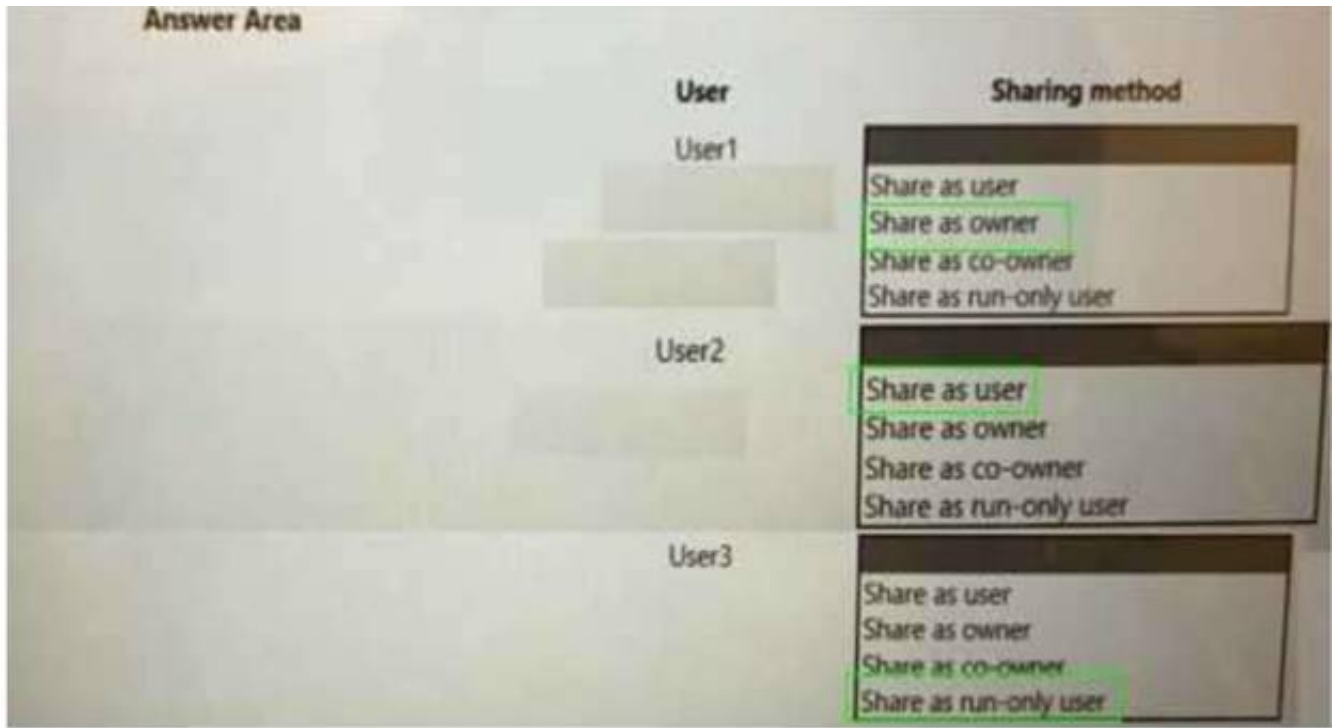 Answer Area
User Sharing method
User1
Share as user
Share as owner
Share as co-owner
Share as run-only user
User2
Share as user
Share as owner
Share as co-owner
Share as run-only user
User3
Share as user
Share as owner
Share as co-owner
Share as run-only user